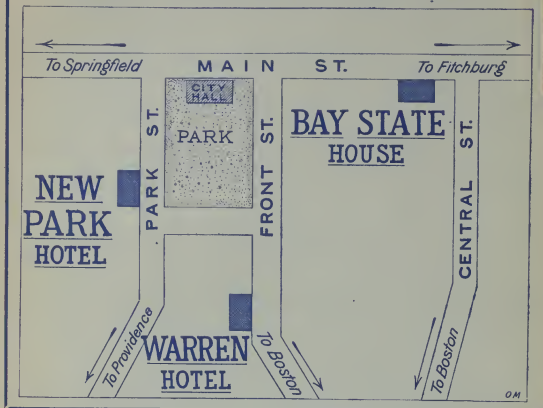 To Springfield
MAIN ST.
To Fitchburg
CITY
HALL
PARK
PARK ST.
FRONT ST.
BAY STATE
HOUSE
CENTRAL ST.
NEW
PARK
HOTEL
To Providence
WARREN
HOTEL
To Boston
To Boston
OM